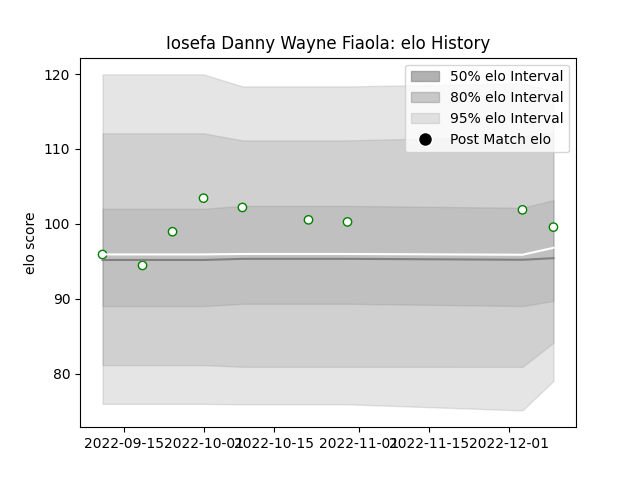 Iosefa Danny Wayne Fiaola: elo History
120
110
100
90
80
elo score
50% elo Interval
80% elo Interval
95% elo Interval
Post Match elo
2022-09-15
2022-10-01
2022-10-15
2022-11-01
2022-11-15
2022-12-01